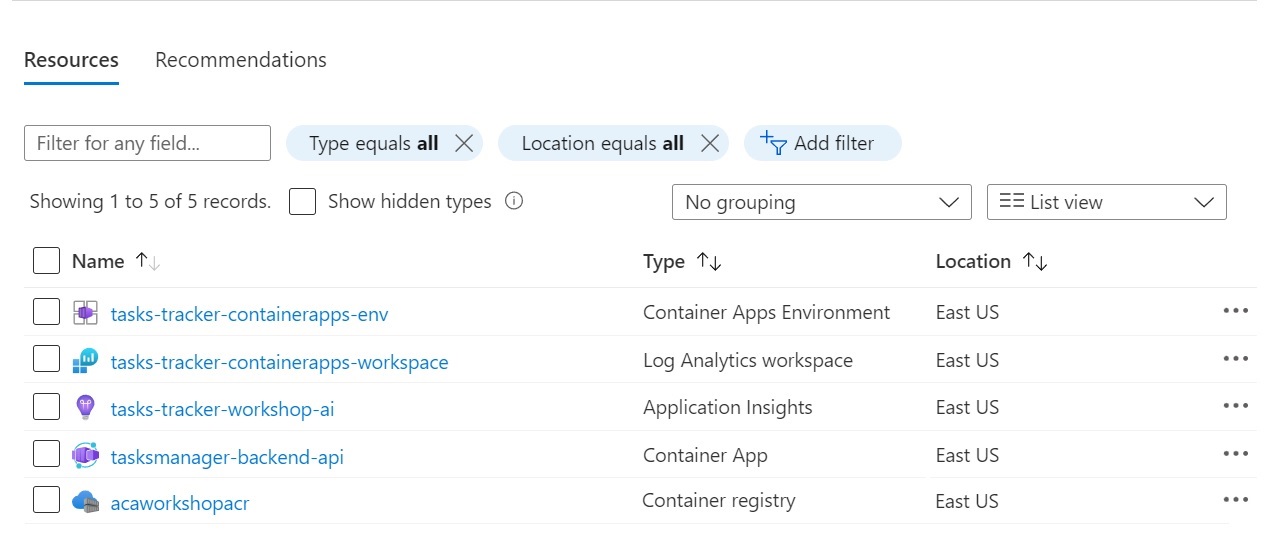 Resources Recommendations
Filter for any field... Type equals all Location equals all Add filter
Showing 1 to 5 of 5 records. Show hidden types No grouping List view
Name Type Location
tasks-tracker-containerapps-env Container Apps Environment East US
tasks-tracker-containerapps-workspace Log Analytics workspace East US
tasks-tracker-workshop-ai Application Insights East US
tasksmanager-backend-api Container App East US
acaworkshopacr Container registry East US